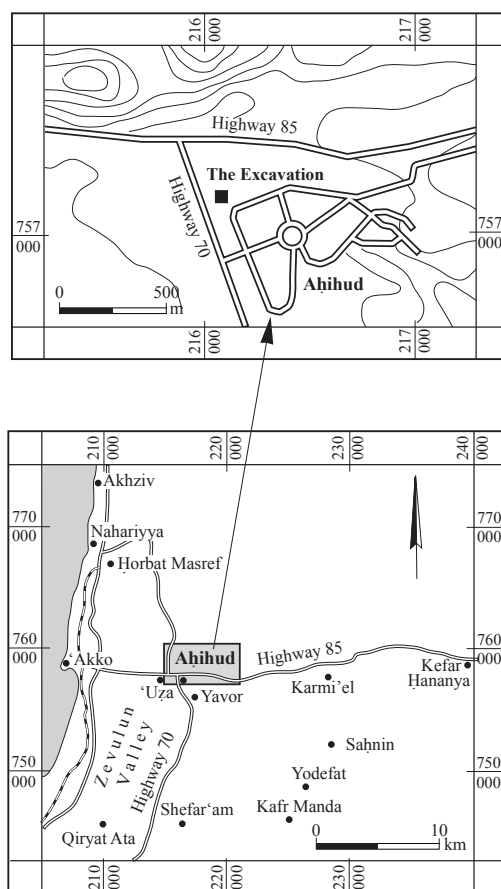 216
000
217
000
Highway 85
The Excavation
Highway 70
757
000
757
000
Aḥihud
0
500
m
216
000
217
000
210
000
220
000
230
000
240
000
Akhziv
770
000
770
000
Nahariyya
Ḥorbat Masref
760
000
760
000
‘Akko
Aḥihud
Highway 85
Kefar
Ḥananya
‘Uẓa
Yavor
Karmi’el
Zevulun
Valley
Highway 70
Saḥnin
750
000
750
000
Yodefat
Shefar‘am
Kafr Manda
Qiryat Ata
0
10
km
210
000
220
000
230
000